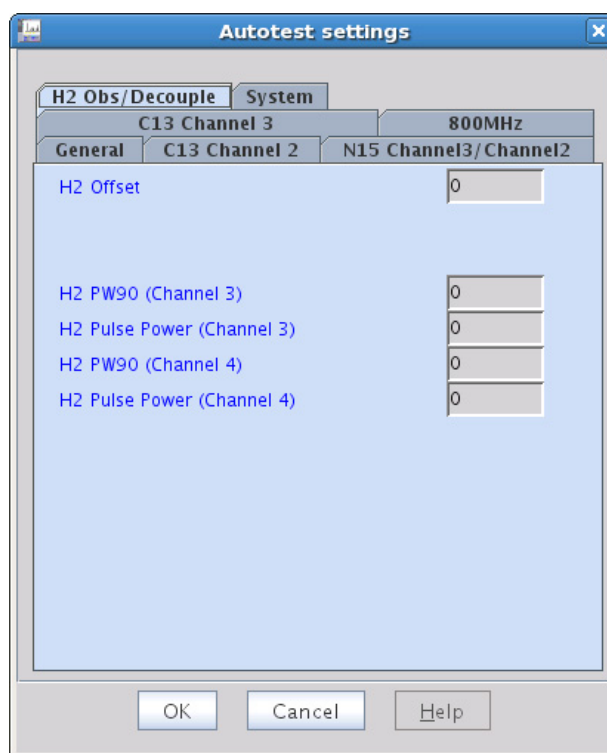 Autotest settings
H2 Obs/Decouple System
C13 Channel 3 800MHz
General C13 Channel 2 N15 Channel3/Channel2
H2 Offset 0
H2 PW90 (Channel 3) 0
H2 Pulse Power (Channel 3) 0
H2 PW90 (Channel 4) 0
H2 Pulse Power (Channel 4) 0
OK Cancel Help